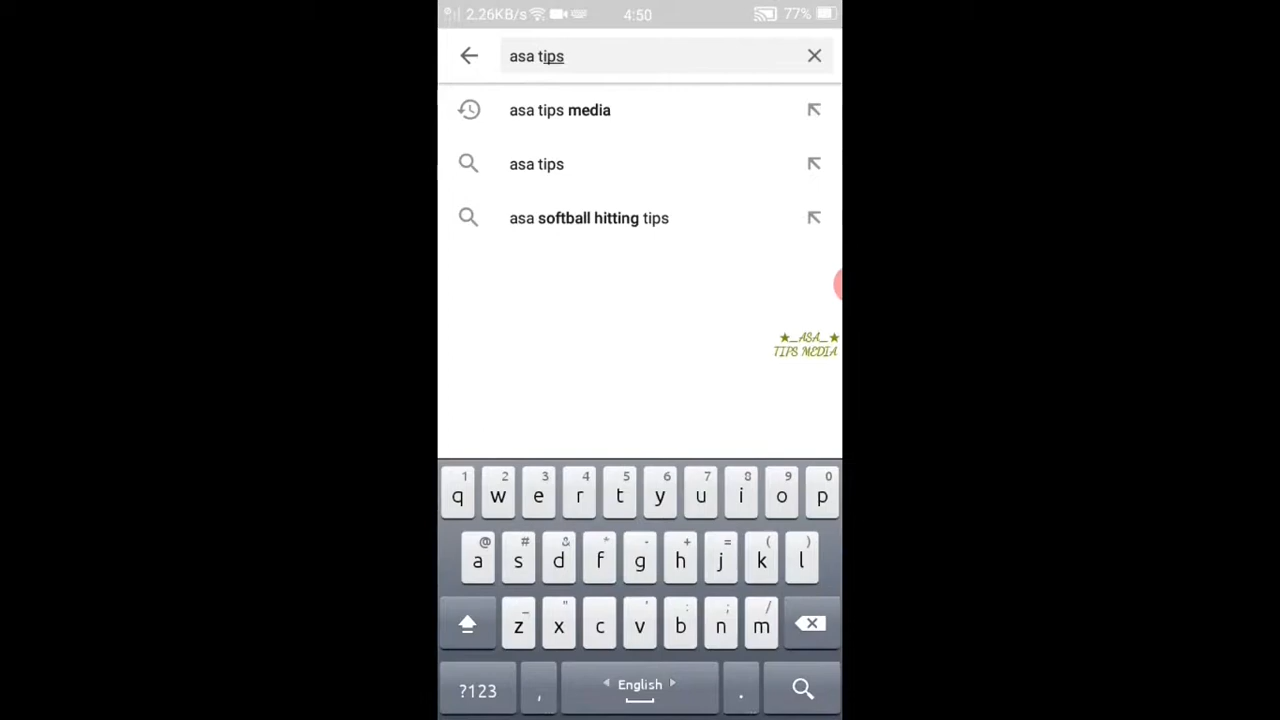 2.26KB/s 4:50 77%
asa tips
asa tips media
asa tips
asa softball hitting tips
★_ASA_★
TIPS MEDIA
1 2 3 4 5 6 7 8 9 0
q w e r t y u i o p
@ # & * - + = ( )
a s d f g h j k l
_ " ' : ; /
z x c v b n m
?123 , English .